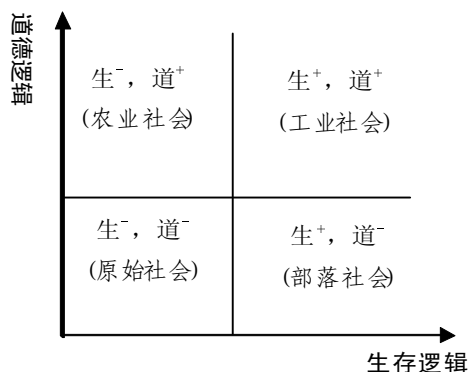 道德逻辑
生⁻，道⁺
(农业社会)
生⁺，道⁺
(工业社会)
生⁻，道⁻
(原始社会)
生⁺，道⁻
(部落社会)
生存逻辑